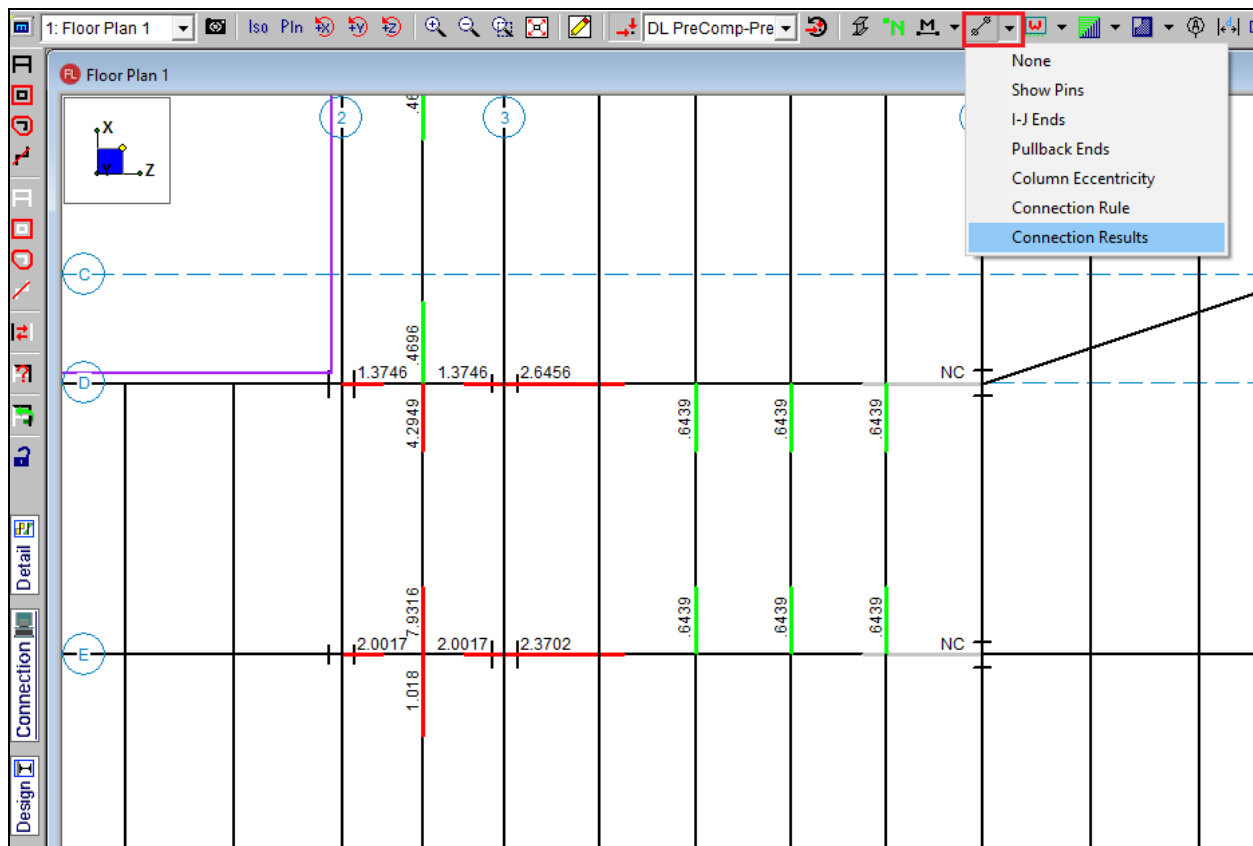 1: Floor Plan 1 Iso Pln X Y Z DL PreComp-Pre N M W A d
None
Show Pins
I-J Ends
Pullback Ends
Column Eccentricity
Connection Rule
Connection Results
FL Floor Plan 1
X
Y Z
2
3
C
D
E
.46
.4696
1.3746 1.3746 2.6456 NC
4.2949
.6439 .6439 .6439
7.9316
.6439 .6439 .6439
2.0017 2.0017 2.3702 NC
1.018
Detail
Connection
Design